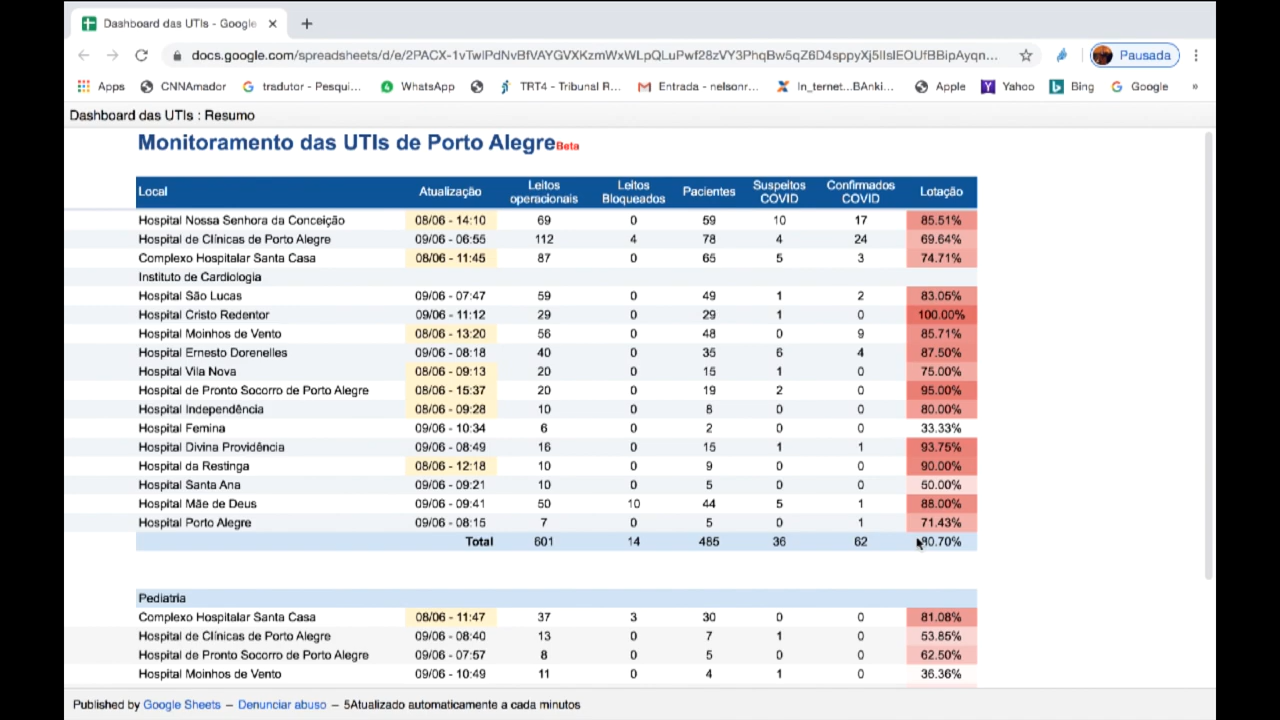 Dashboard das UTIs - Google
docs.google.com/spreadsheets/d/e/2PACX-1vTwlPdNvBfVAYGVXKzmWxWLpQLuPwf28zVY3PhqBw5qZ6D4sppyXj5IIsIEOUfBBipAyqn...
Pausada
Apps CNNAmador tradutor - Pesqui... WhatsApp TRT4 - Tribunal R... Entrada - nelsonr... In_ternet...BAnki... Apple Yahoo Bing Google »
Dashboard das UTIs : Resumo
Monitoramento das UTIs de Porto Alegre Beta
Local Atualização Leitos operacionais Leitos Bloqueados Pacientes Suspeitos COVID Confirmados COVID Lotação
Hospital Nossa Senhora da Conceição 08/06 - 14:10 69 0 59 10 17 85.51%
Hospital de Clínicas de Porto Alegre 09/06 - 06:55 112 4 78 4 24 69.64%
Complexo Hospitalar Santa Casa 08/06 - 11:45 87 0 65 5 3 74.71%
Instituto de Cardiologia
Hospital São Lucas 09/06 - 07:47 59 0 49 1 2 83.05%
Hospital Cristo Redentor 09/06 - 11:12 29 0 29 1 0 100.00%
Hospital Moinhos de Vento 08/06 - 13:20 56 0 48 0 9 85.71%
Hospital Ernesto Dorenelles 09/06 - 08:18 40 0 35 6 4 87.50%
Hospital Vila Nova 08/06 - 09:13 20 0 15 1 0 75.00%
Hospital de Pronto Socorro de Porto Alegre 08/06 - 15:37 20 0 19 2 0 95.00%
Hospital Independência 08/06 - 09:28 10 0 8 0 0 80.00%
Hospital Femina 09/06 - 10:34 6 0 2 0 0 33.33%
Hospital Divina Providência 09/06 - 08:49 16 0 15 1 1 93.75%
Hospital da Restinga 08/06 - 12:18 10 0 9 0 0 90.00%
Hospital Santa Ana 09/06 - 09:21 10 0 5 0 0 50.00%
Hospital Mãe de Deus 09/06 - 09:41 50 10 44 5 1 88.00%
Hospital Porto Alegre 09/06 - 08:15 7 0 5 0 1 71.43%
Total 601 14 485 36 62 80.70%
Pediatria
Complexo Hospitalar Santa Casa 08/06 - 11:47 37 3 30 0 0 81.08%
Hospital de Clínicas de Porto Alegre 09/06 - 08:40 13 0 7 1 0 53.85%
Hospital de Pronto Socorro de Porto Alegre 09/06 - 07:57 8 0 5 0 0 62.50%
Hospital Moinhos de Vento 09/06 - 10:49 11 0 4 1 0 36.36%
Published by Google Sheets – Denunciar abuso – 5Atualizado automaticamente a cada minutos